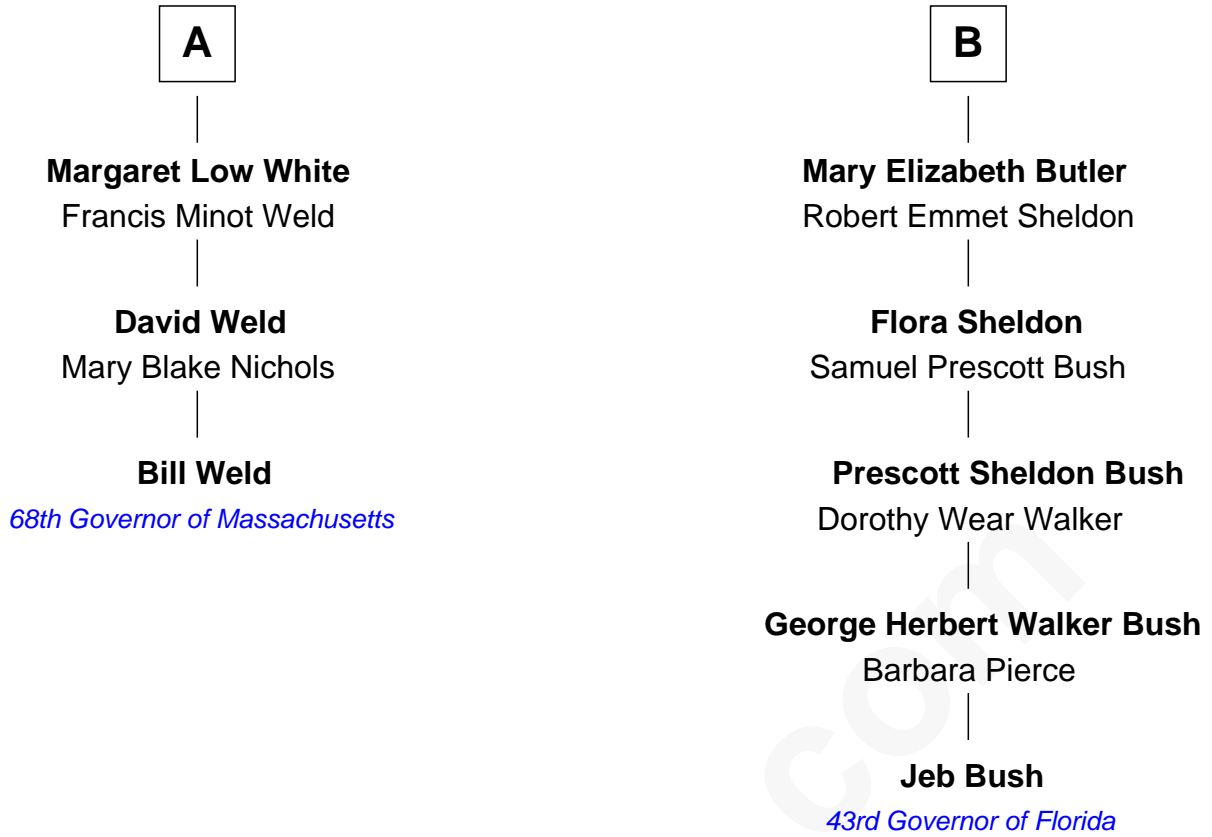 A
Margaret Low White
Francis Minot Weld
David Weld
Mary Blake Nichols
Bill Weld
68th Governor of Massachusetts
B
Mary Elizabeth Butler
Robert Emmet Sheldon
Flora Sheldon
Samuel Prescott Bush
Prescott Sheldon Bush
Dorothy Wear Walker
George Herbert Walker Bush
Barbara Pierce
Jeb Bush
43rd Governor of Florida
com